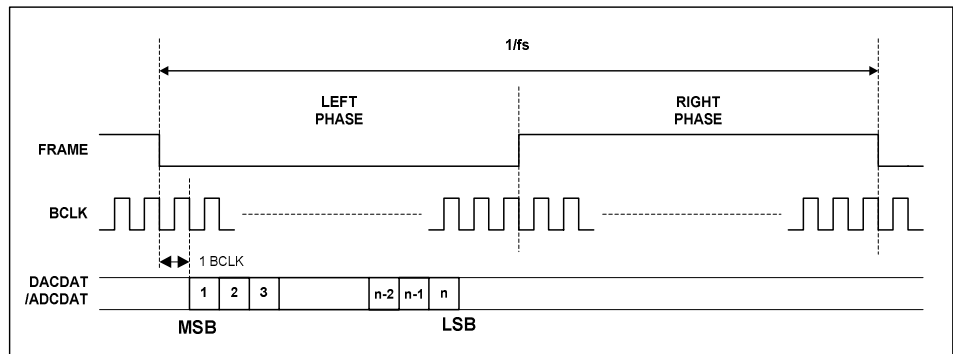 1/fs
LEFT
PHASE
RIGHT
PHASE
FRAME
BCLK
1 BCLK
DACDAT
/ADCDAT
1 2 3 n-2 n-1 n
MSB LSB